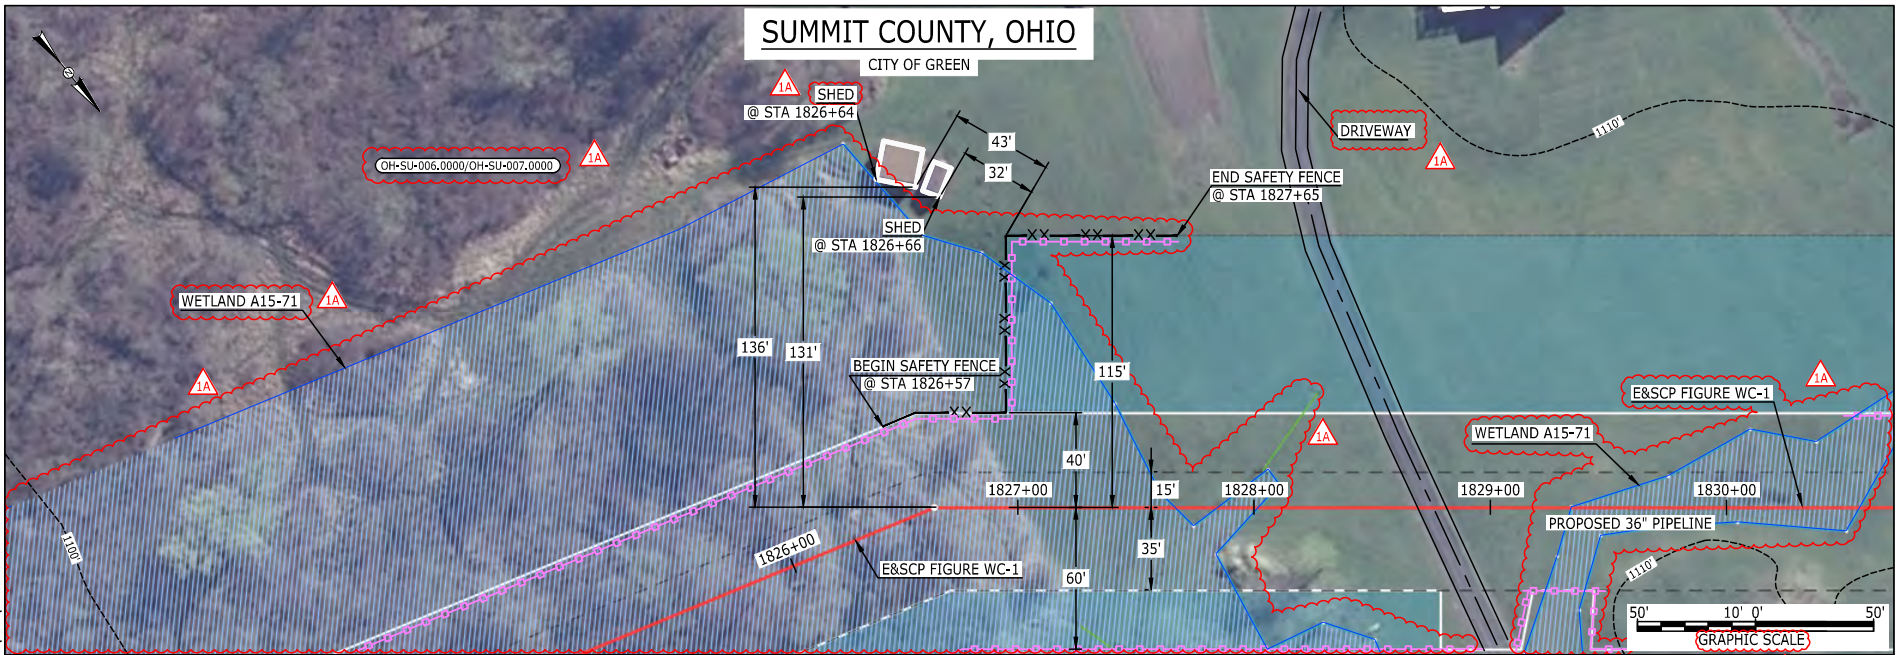 SUMMIT COUNTY, OHIO
CITY OF GREEN
N
1A
SHED
@ STA 1826+64
OH-SU-006.0000/OH-SU-007.0000
1A
43'
32'
DRIVEWAY
1A
1110'
END SAFETY FENCE
@ STA 1827+65
SHED
@ STA 1826+66
WETLAND A15-71
1A
136'
131'
BEGIN SAFETY FENCE
@ STA 1826+57
115'
1A
1A
E&SCP FIGURE WC-1
WETLAND A15-71
1A
40'
1827+00
15'
1828+00
1829+00
1830+00
PROPOSED 36" PIPELINE
1100'
1826+00
35'
E&SCP FIGURE WC-1
60'
1110'
50' 10' 0' 50'
GRAPHIC SCALE